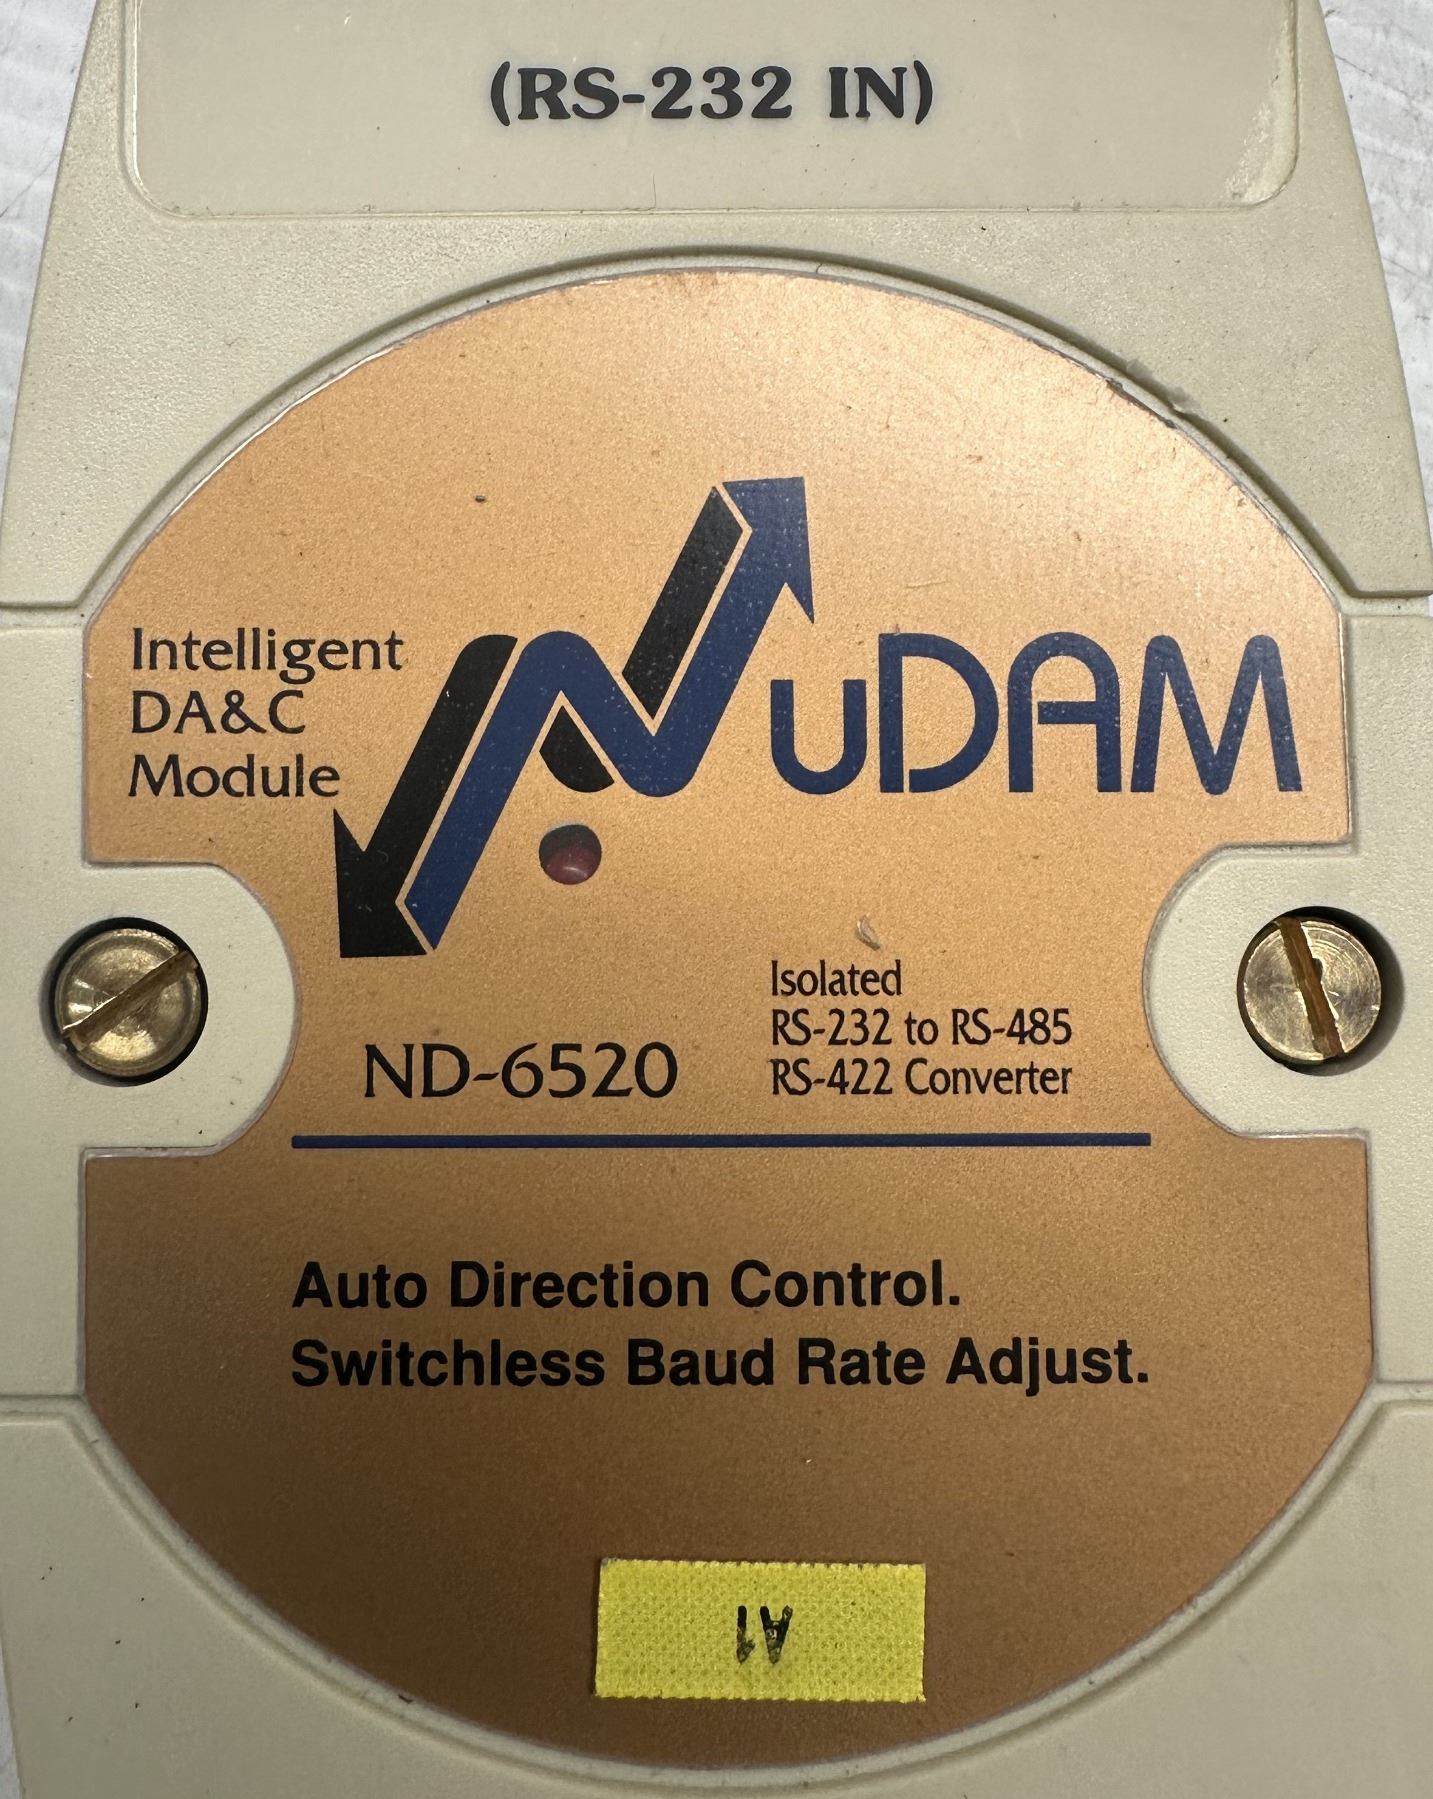 (RS-232 IN)
Intelligent
DA&C
Module
NuDAM
Isolated
RS-232 to RS-485
RS-422 Converter
ND-6520
Auto Direction Control.
Switchless Baud Rate Adjust.
A1